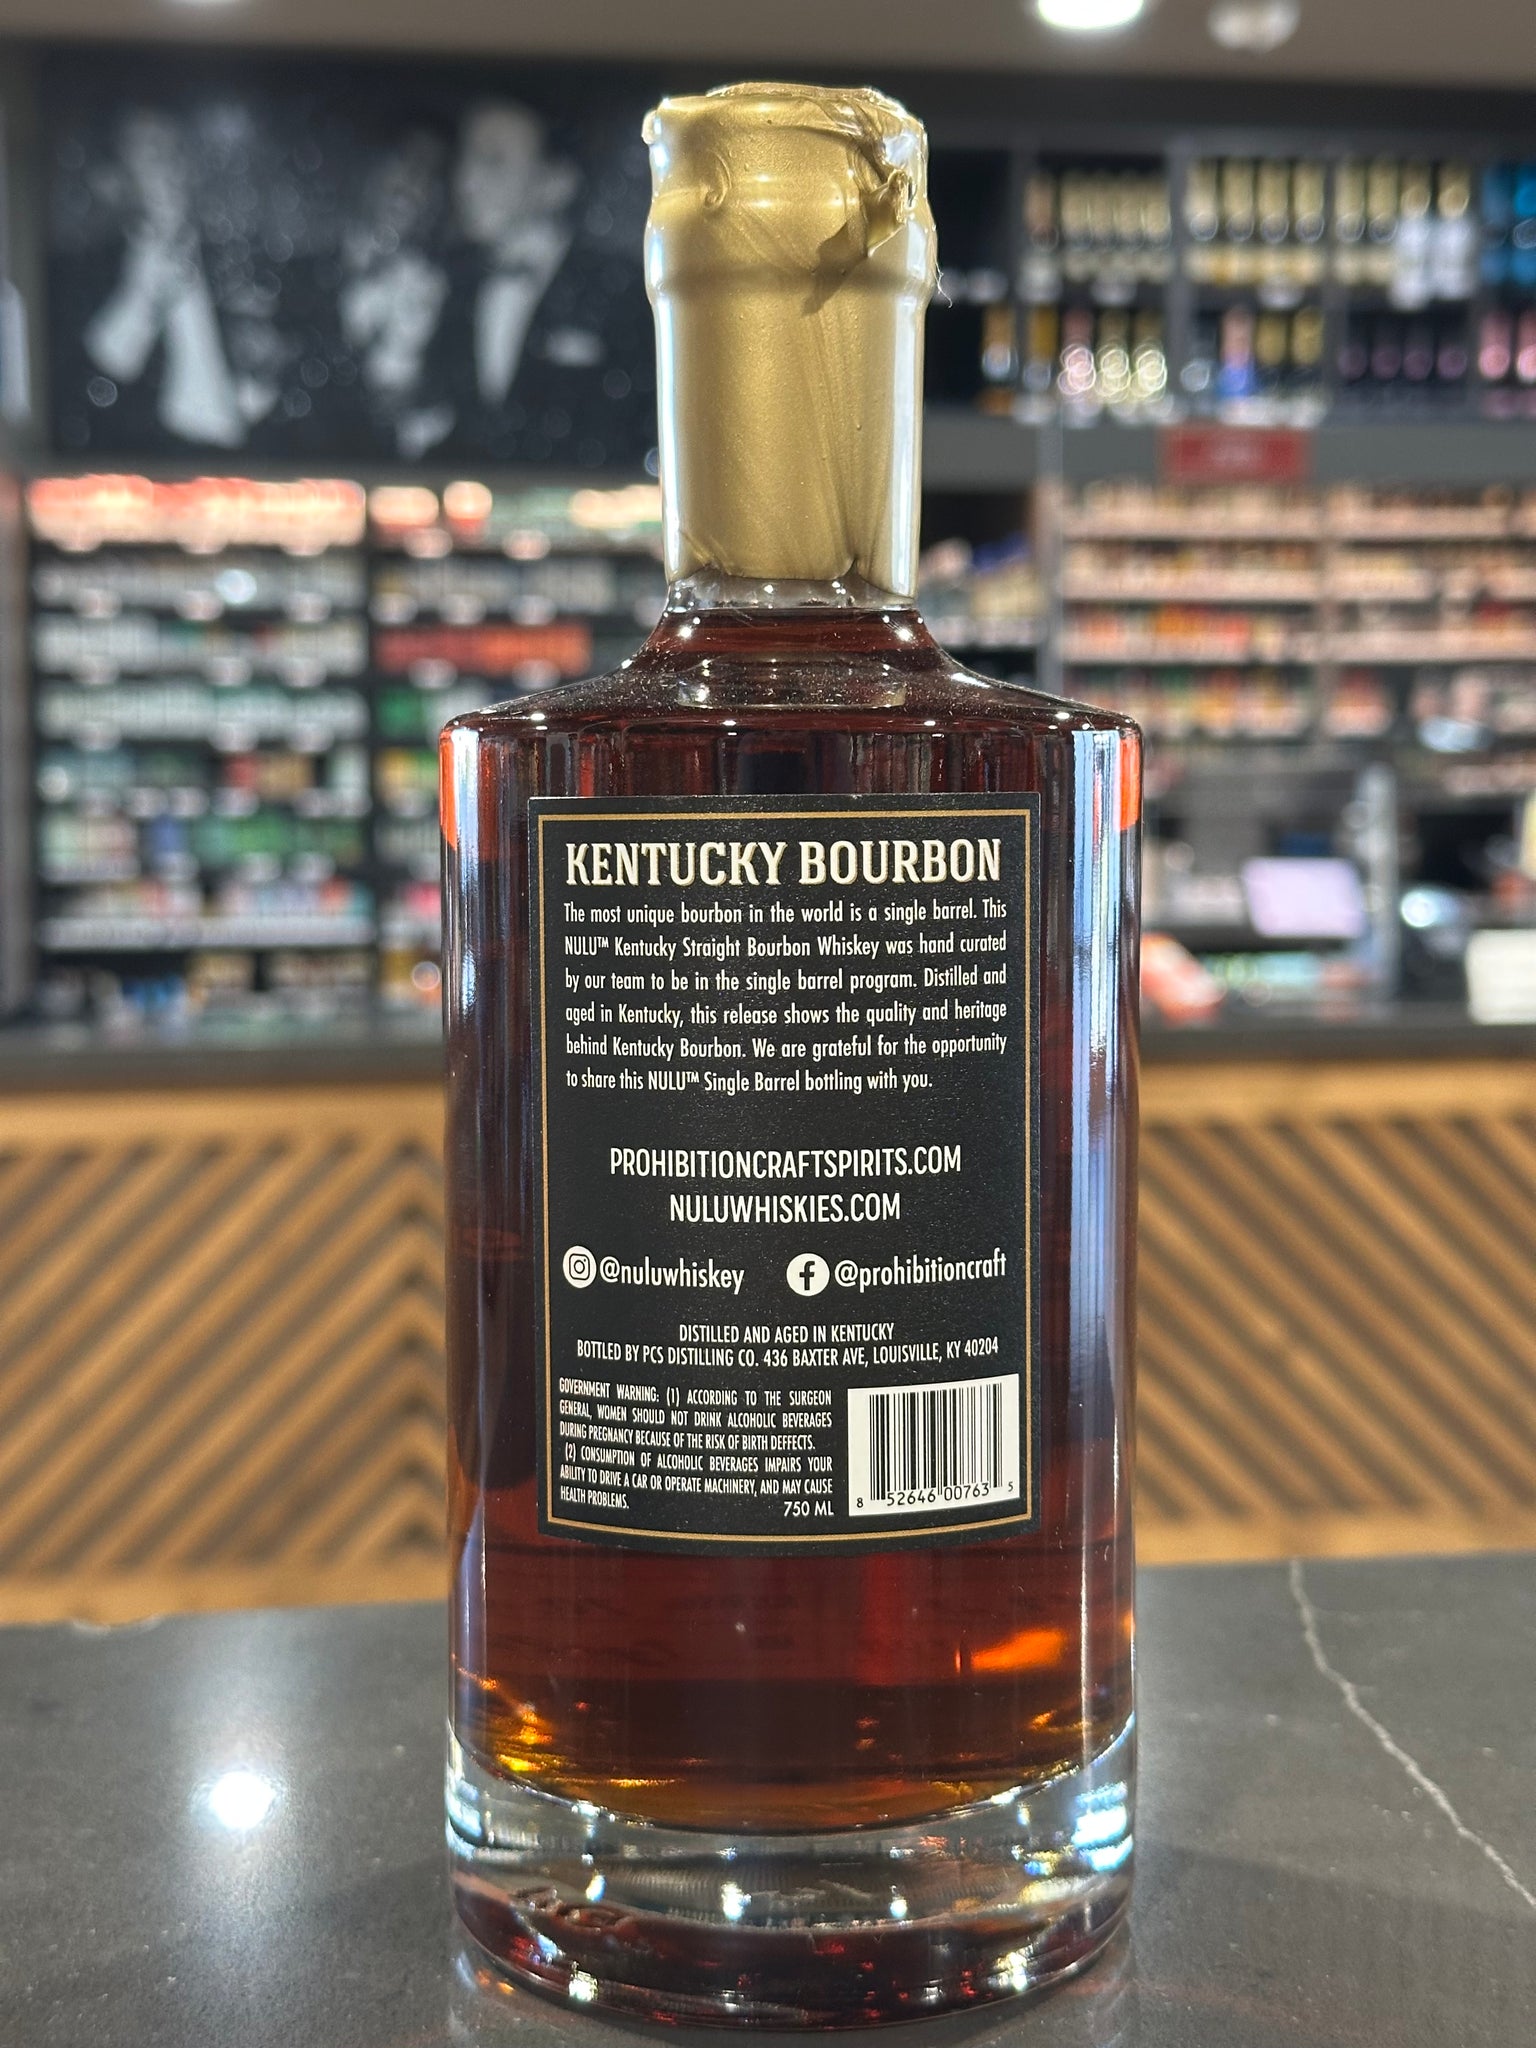 KENTUCKY BOURBON
The most unique bourbon in the world is a single barrel. This
NULU™ Kentucky Straight Bourbon Whiskey was hand curated
by our team to be in the single barrel program. Distilled and
aged in Kentucky, this release shows the quality and heritage
behind Kentucky Bourbon. We are grateful for the opportunity
to share this NULU™ Single Barrel bottling with you.
PROHIBITIONCRAFTSPIRITS.COM
NULUWHISKIES.COM
@nuluwhiskey @prohibitioncraft
DISTILLED AND AGED IN KENTUCKY
BOTTLED BY PCS DISTILLING CO. 436 BAXTER AVE, LOUISVILLE, KY 40204
GOVERNMENT WARNING: (1) ACCORDING TO THE SURGEON
GENERAL, WOMEN SHOULD NOT DRINK ALCOHOLIC BEVERAGES
DURING PREGNANCY BECAUSE OF THE RISK OF BIRTH DEFFECTS.
(2) CONSUMPTION OF ALCOHOLIC BEVERAGES IMPAIRS YOUR
ABILITY TO DRIVE A CAR OR OPERATE MACHINERY, AND MAY CAUSE
HEALTH PROBLEMS.
750 ML
8 52646 00763 5